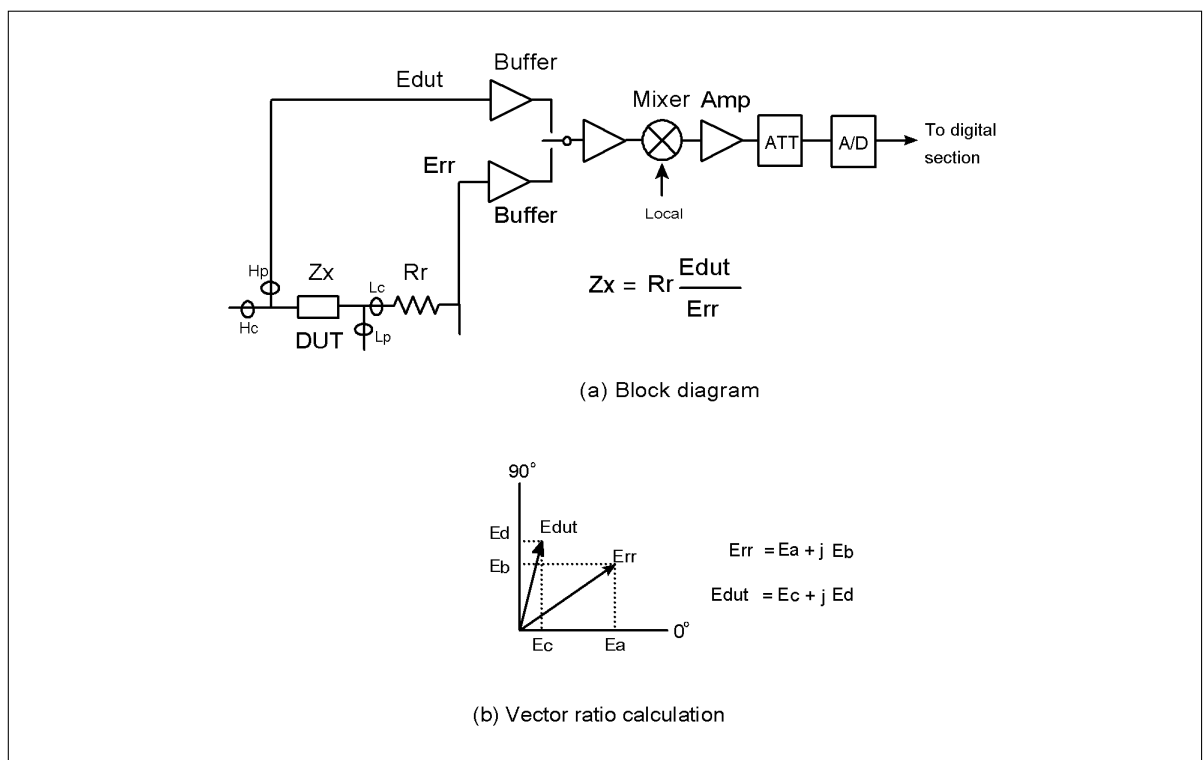 Buffer
Edut
Mixer
Amp
ATT
A/D
To digital
section
Err
Buffer
Local
Hp
Zx
Lc
Rr
Hc
DUT
Lp
Zx = Rr Edut
Err
(a) Block diagram
90°
Ed
Edut
Eb
Err
Err = Ea + j Eb
Edut = Ec + j Ed
0°
Ec
Ea
(b) Vector ratio calculation